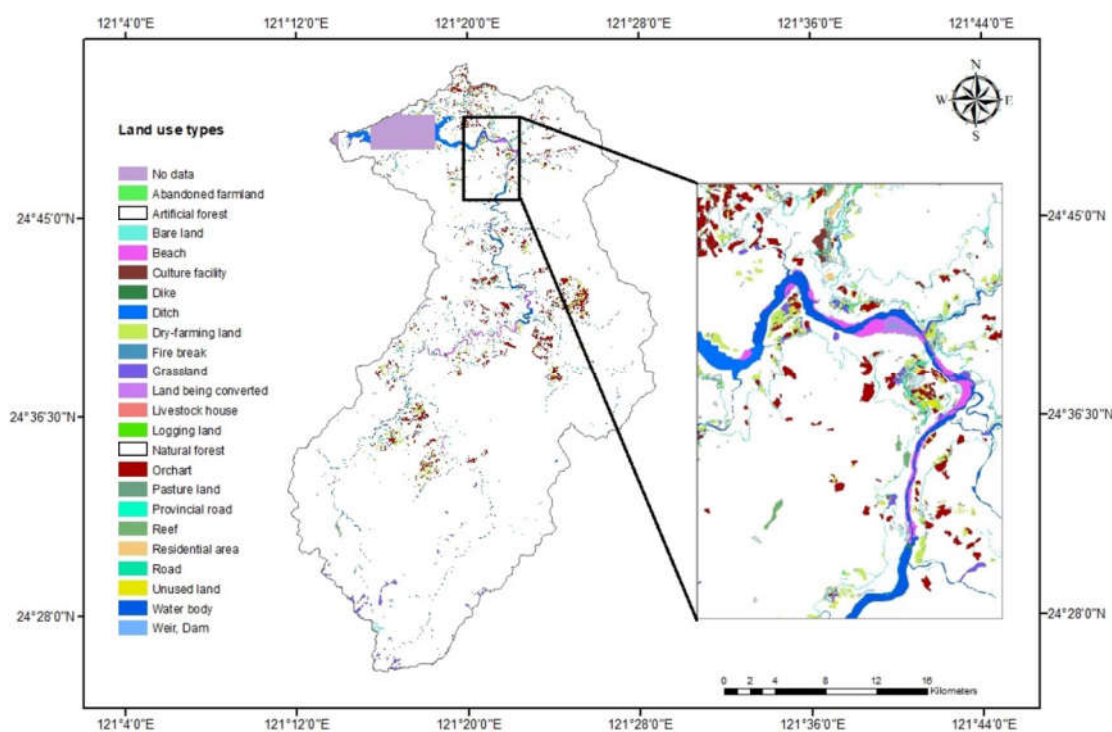 121°4'0"E 121°12'0"E 121°20'0"E 121°28'0"E 121°36'0"E 121°44'0"E
N
W E
S
Land use types
No data
Abandoned farmland
24°45'0"N 24°45'0"N
Artificial forest
Bare land
Beach
Culture facility
Dike
Ditch
Dry-farming land
Fire break
Grassland
Land being converted
24°36'30"N 24°36'30"N
Livestock house
Logging land
Natural forest
Orchart
Pasture land
Provincial road
Reef
Residential area
Road
Unused land
24°28'0"N 24°28'0"N
Water body
Weir, Dam
0 2 4 8 12 16
Kilometers
121°4'0"E 121°12'0"E 121°20'0"E 121°28'0"E 121°36'0"E 121°44'0"E